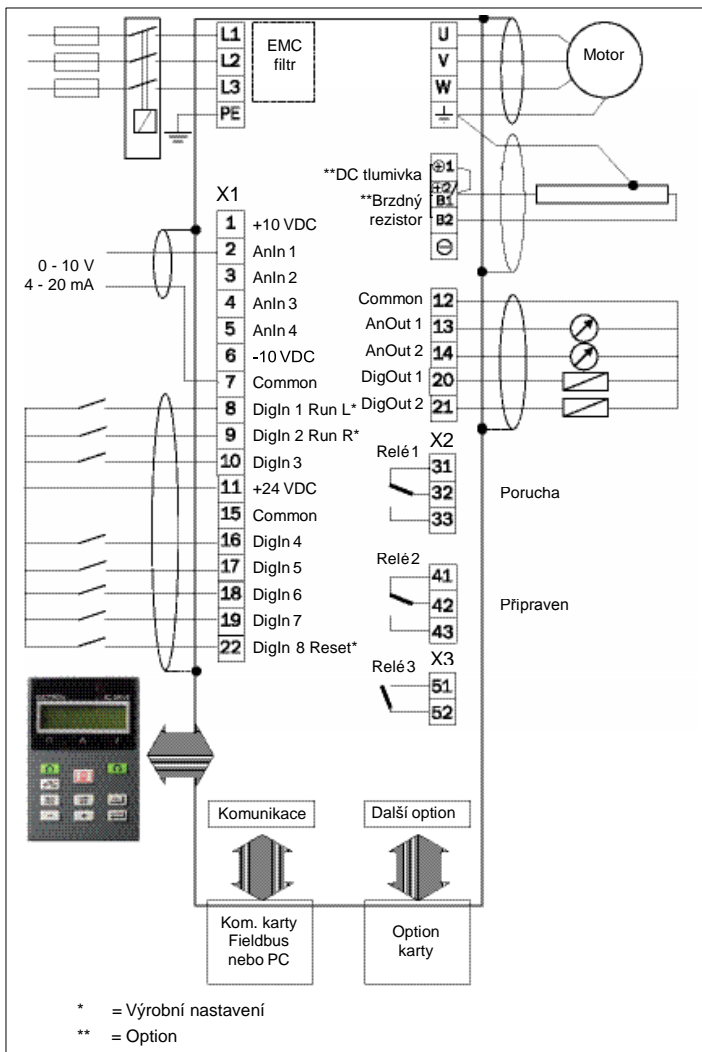 L1
L2
L3
PE
EMC
filtr
U
V
W
Motor
**DC tlumivka
**Brzdný
rezistor
⊕1
+2/
B1
B2
⊖
X1
1 +10 VDC
2 AnIn 1
3 AnIn 2
4 AnIn 3
5 AnIn 4
6 -10 VDC
7 Common
8 DigIn 1 Run L*
9 DigIn 2 Run R*
10 DigIn 3
11 +24 VDC
15 Common
16 DigIn 4
17 DigIn 5
18 DigIn 6
19 DigIn 7
22 DigIn 8 Reset*
0 - 10 V
4 - 20 mA
Common 12
AnOut 1 13
AnOut 2 14
DigOut 1 20
DigOut 2 21
X2
Relé1
31
32
33
Porucha
Relé2
41
42
43
Připraven
X3
Relé3
51
52
Komunikace
Další option
Kom. karty
Fieldbus
nebo PC
Option
karty
* = Výrobní nastavení
** = Option